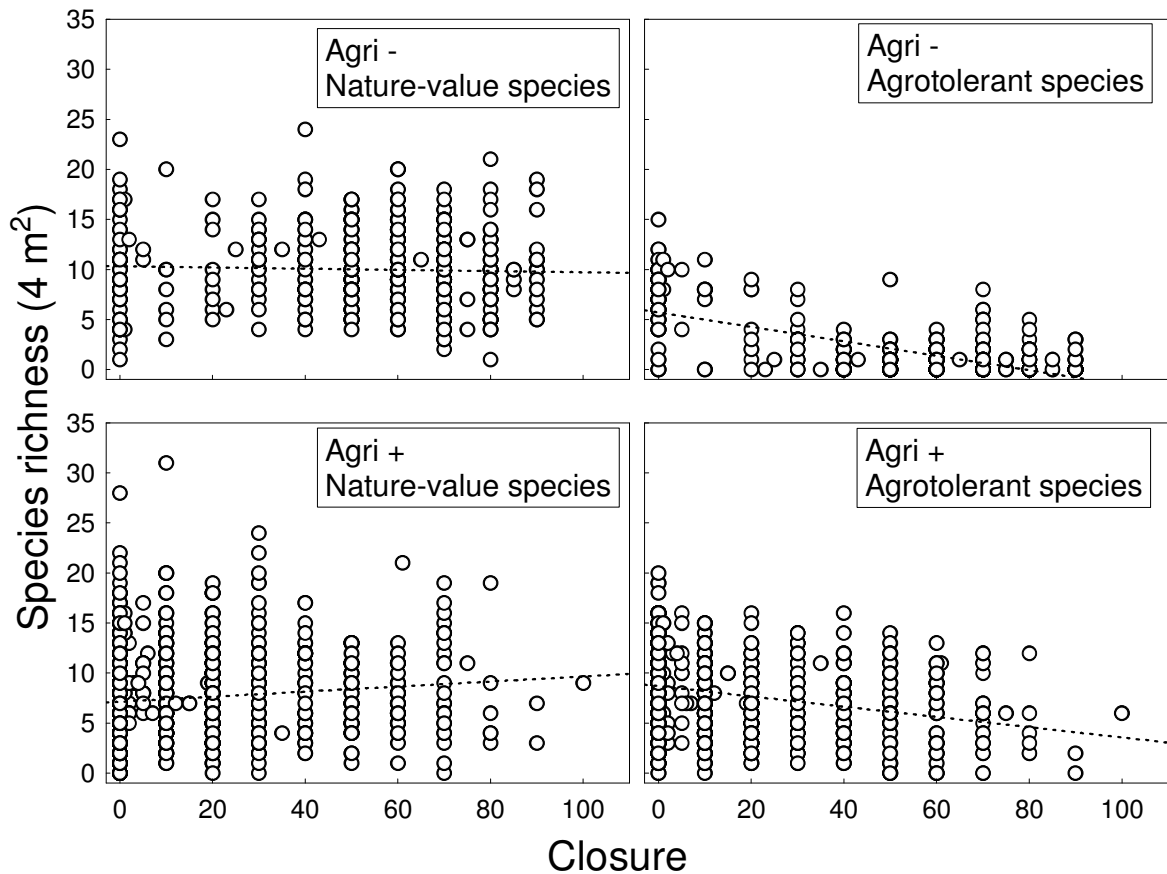 35
30
25
20
15
10
5
0
Agri -
Nature-value species
Agri -
Agrotolerant species
35
30
25
20
15
10
5
0
Agri +
Nature-value species
Agri +
Agrotolerant species
0 20 40 60 80 100
0 20 40 60 80 100
Species richness (4 m²)
Closure